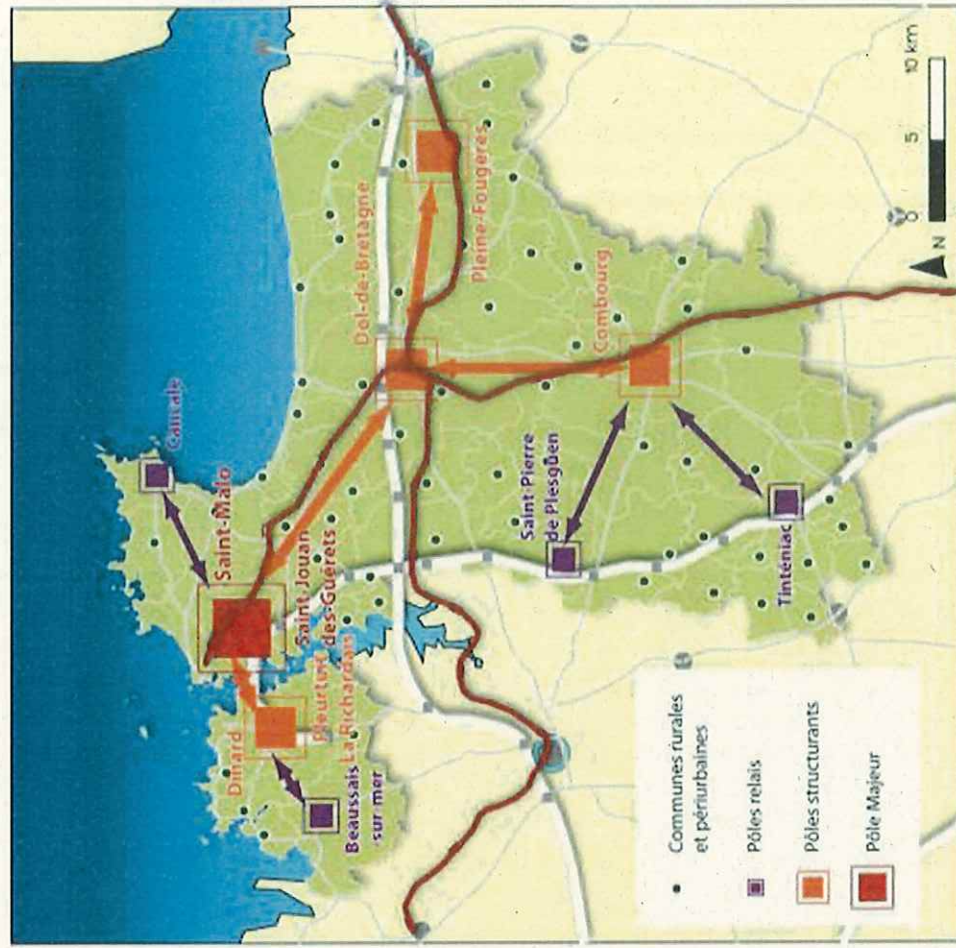 Cancale
Saint-Malo
Saint-Jouan
des-Guérets
Dinard
Pleurtuit
La Richardais
Beaussais
-sur-mer
Dol-de-Bretagne
Pleine-Fougères
Combourg
Saint-Pierre
de Plesgûen
Tinténiac
Communes rurales
et périurbaines
Pôles relais
Pôles structurants
Pôle Majeur
N
0 5 10 km